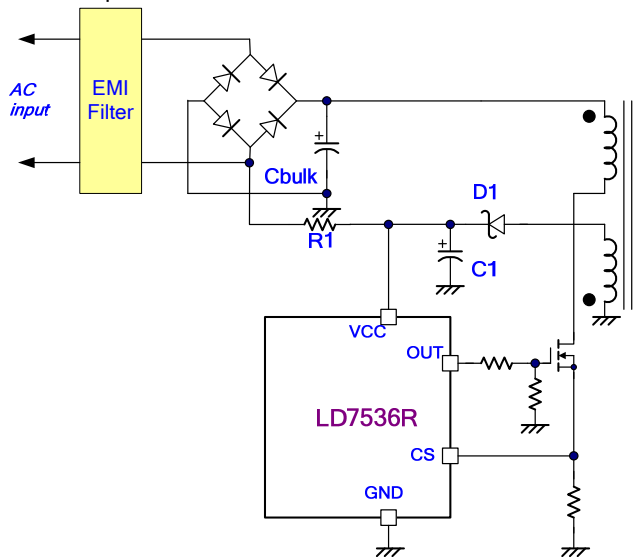 AC
input
EMI
Filter
+
Cbulk
R1
D1
+
C1
VCC
OUT
LD7536R
CS
GND